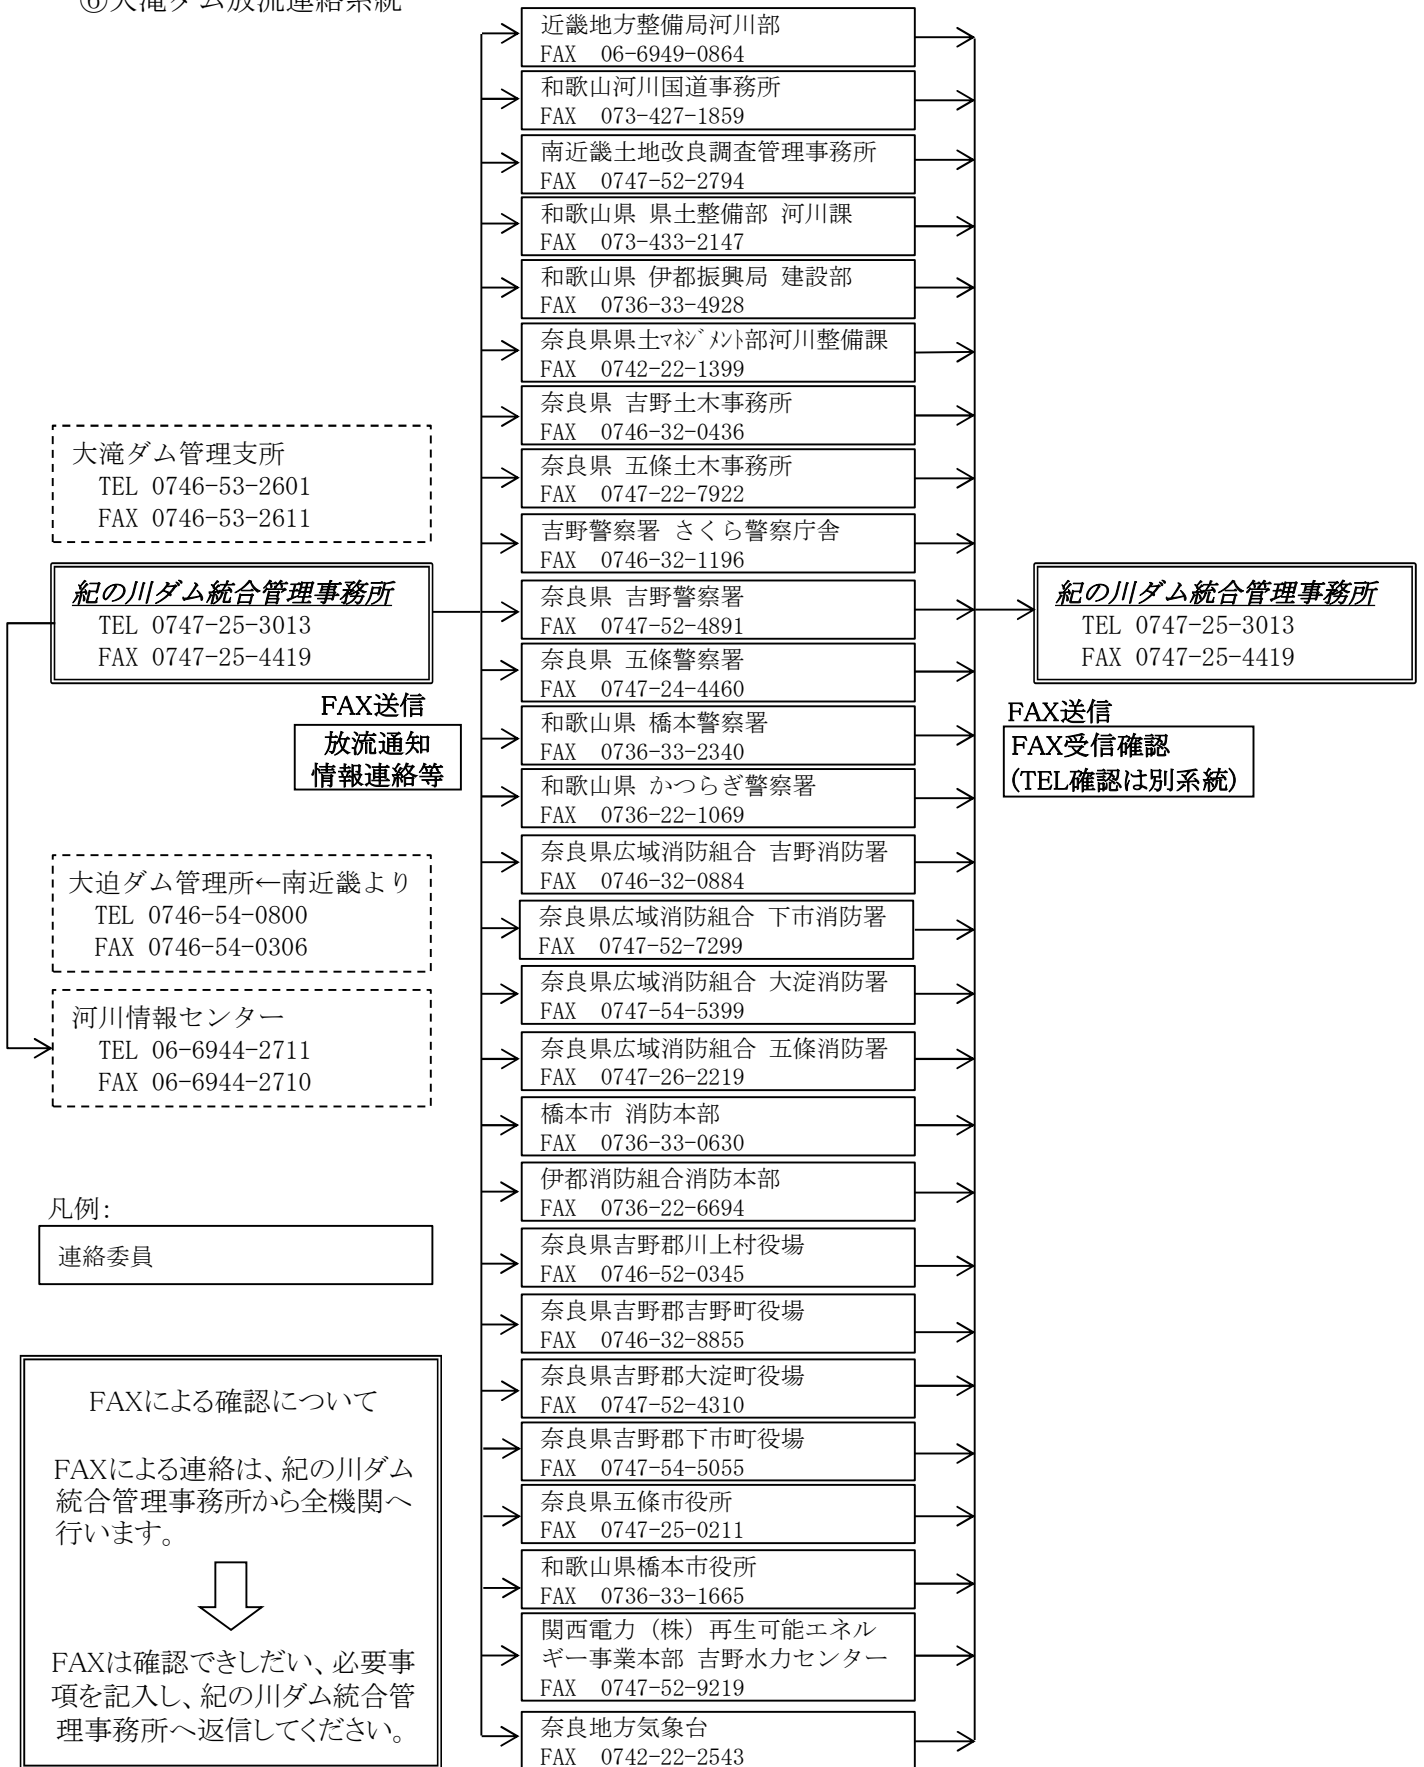 ⑥大滝ダム放流連絡系統
近畿地方整備局河川部
FAX 06-6949-0864
和歌山河川国道事務所
FAX 073-427-1859
南近畿土地改良調査管理事務所
FAX 0747-52-2794
和歌山県 県土整備部 河川課
FAX 073-433-2147
和歌山県 伊都振興局 建設部
FAX 0736-33-4928
奈良県県土ﾏﾈｼﾞﾒﾝﾄ部河川整備課
FAX 0742-22-1399
奈良県 吉野土木事務所
FAX 0746-32-0436
奈良県 五條土木事務所
FAX 0747-22-7922
吉野警察署 さくら警察庁舎
FAX 0746-32-1196
奈良県 吉野警察署
FAX 0747-52-4891
奈良県 五條警察署
FAX 0747-24-4460
和歌山県 橋本警察署
FAX 0736-33-2340
和歌山県 かつらぎ警察署
FAX 0736-22-1069
奈良県広域消防組合 吉野消防署
FAX 0746-32-0884
奈良県広域消防組合 下市消防署
FAX 0747-52-7299
奈良県広域消防組合 大淀消防署
FAX 0747-54-5399
奈良県広域消防組合 五條消防署
FAX 0747-26-2219
橋本市 消防本部
FAX 0736-33-0630
伊都消防組合消防本部
FAX 0736-22-6694
奈良県吉野郡川上村役場
FAX 0746-52-0345
奈良県吉野郡吉野町役場
FAX 0746-32-8855
奈良県吉野郡大淀町役場
FAX 0747-52-4310
奈良県吉野郡下市町役場
FAX 0747-54-5055
奈良県五條市役所
FAX 0747-25-0211
和歌山県橋本市役所
FAX 0736-33-1665
関西電力（株）再生可能エネル
ギー事業本部 吉野水力センター
FAX 0747-52-9219
奈良地方気象台
FAX 0742-22-2543
大滝ダム管理支所
TEL 0746-53-2601
FAX 0746-53-2611
紀の川ダム統合管理事務所
TEL 0747-25-3013
FAX 0747-25-4419
FAX送信
放流通知
情報連絡等
大迫ダム管理所←南近畿より
TEL 0746-54-0800
FAX 0746-54-0306
河川情報センター
TEL 06-6944-2711
FAX 06-6944-2710
凡例：
連絡委員
FAXによる確認について
FAXによる連絡は、紀の川ダム
統合管理事務所から全機関へ
行います。
FAXは確認できしだい、必要事
項を記入し、紀の川ダム統合管
理事務所へ返信してください。
紀の川ダム統合管理事務所
TEL 0747-25-3013
FAX 0747-25-4419
FAX送信
FAX受信確認
(TEL確認は別系統)